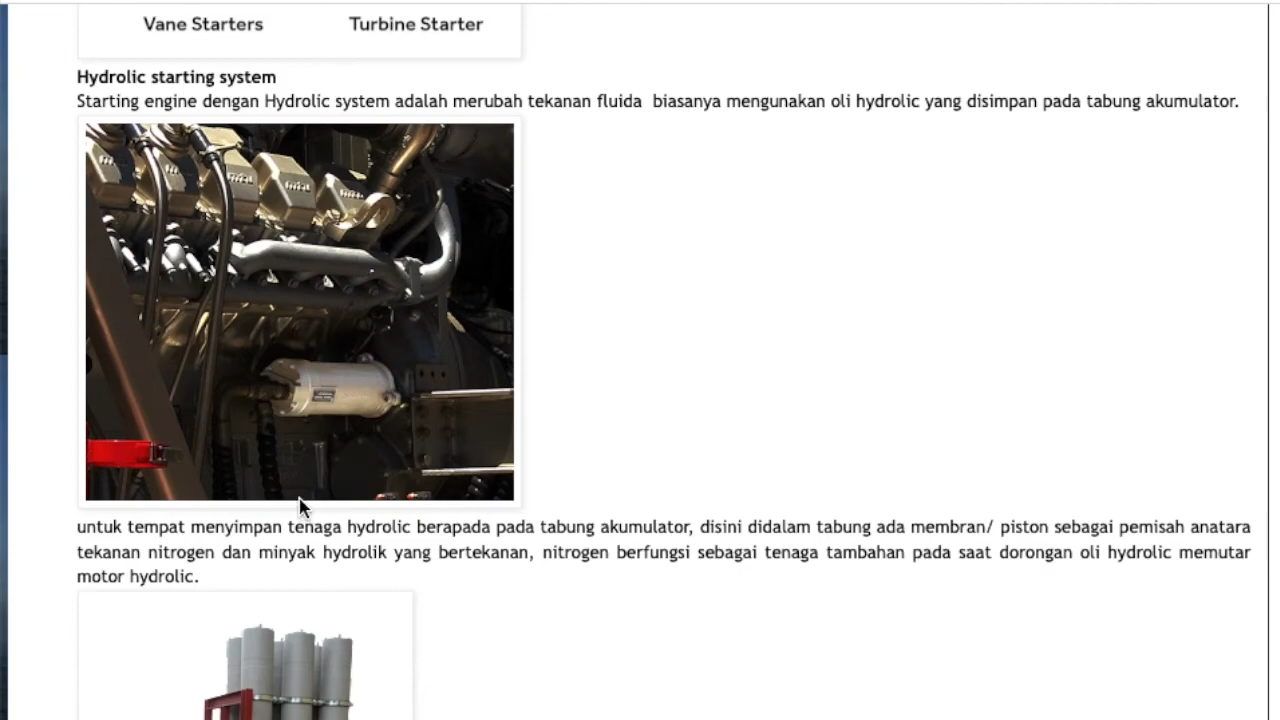 Vane Starters Turbine Starter
Hydrolic starting system
Starting engine dengan Hydrolic system adalah merubah tekanan fluida biasanya mengunakan oli hydrolic yang disimpan pada tabung akumulator.
untuk tempat menyimpan tenaga hydrolic berapada pada tabung akumulator, disini didalam tabung ada membran/ piston sebagai pemisah anatara
tekanan nitrogen dan minyak hydrolik yang bertekanan, nitrogen berfungsi sebagai tenaga tambahan pada saat dorongan oli hydrolic memutar
motor hydrolic.